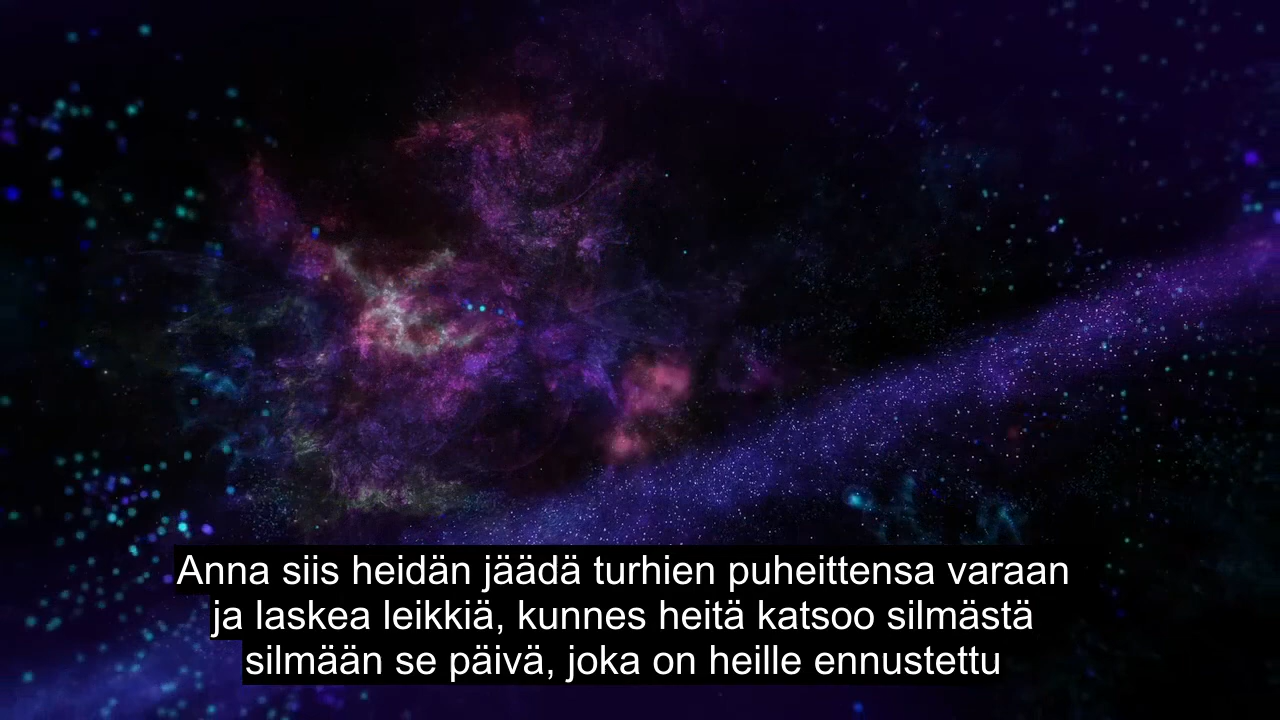 Anna siis heidän jäädä turhien puheittensa varaan
ja laskea leikkiä, kunnes heitä katsoo silmästä
silmään se päivä, joka on heille ennustettu